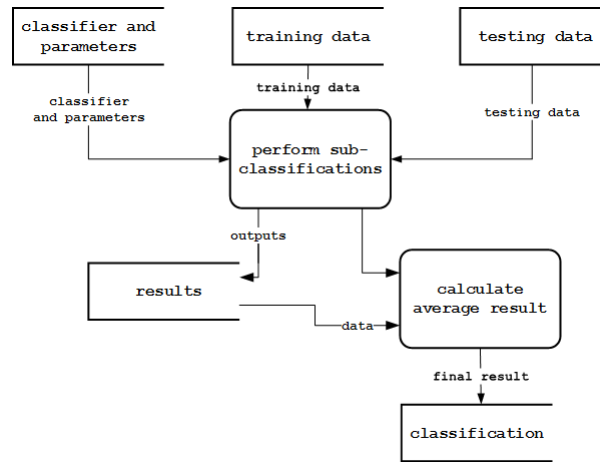 classifier and
parameters
training data
testing data
training data
classifier
and parameters
testing data
perform sub-
classifications
outputs
results
calculate
average result
data
final result
classification